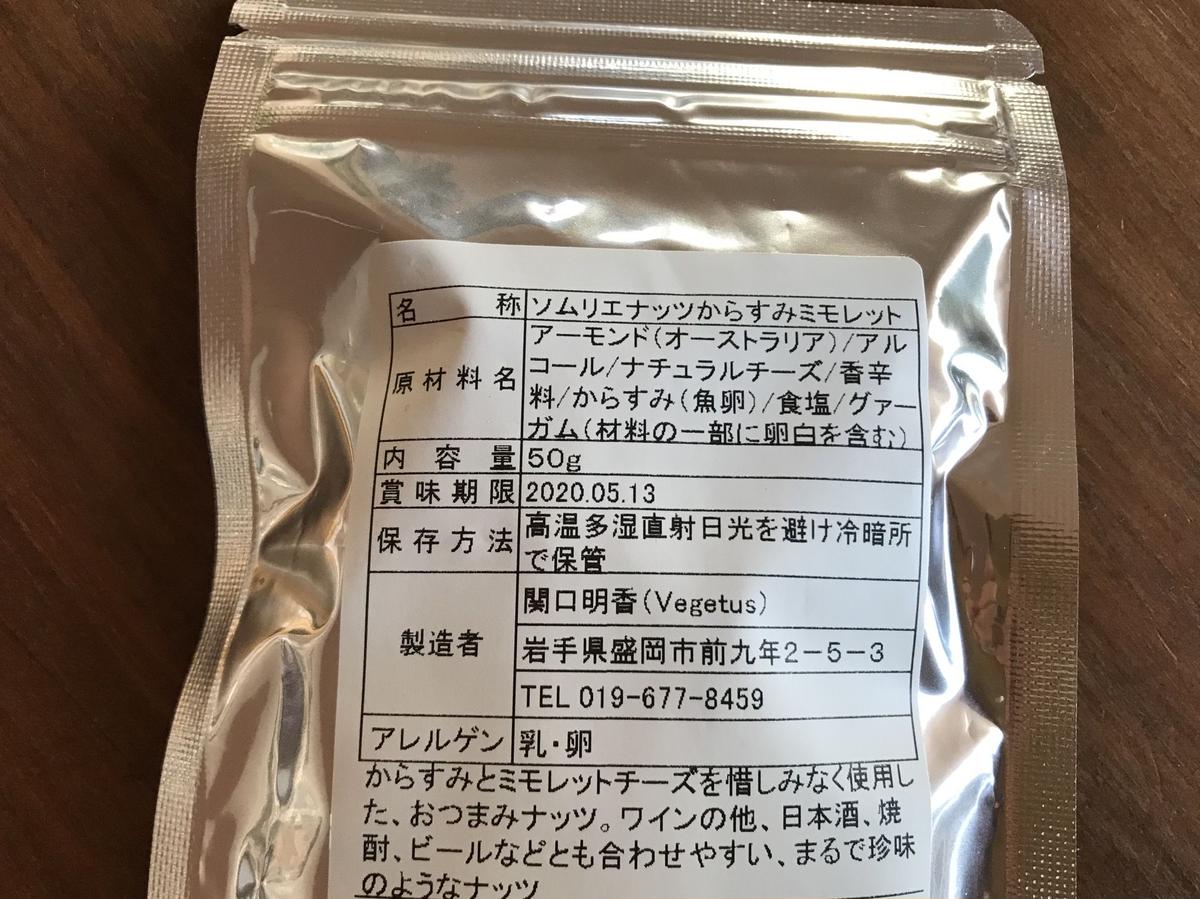 名称 ソムリエナッツからすみミモレット
原材料名 アーモンド(オーストラリア)/アル
コール/ナチュラルチーズ/香辛
料/からすみ(魚卵)/食塩/グァー
ガム(材料の一部に卵白を含む)
内容量 50g
賞味期限 2020.05.13
保存方法 高温多湿直射日光を避け冷暗所
で保管
製造者 関口明香(Vegetus)
岩手県盛岡市前九年2-5-3
TEL 019-677-8459
アレルゲン 乳・卵
からすみとミモレットチーズを惜しみなく使用し
た、おつまみナッツ。ワインの他、日本酒、焼
酎、ビールなどとも合わせやすい、まるで珍味
のようなナッツ